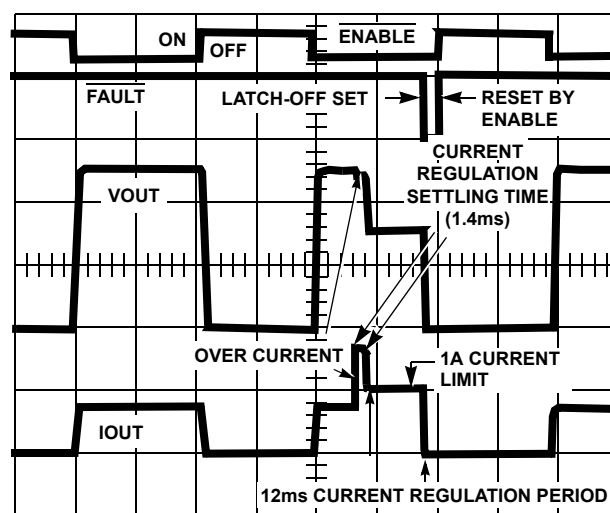 ON
OFF
ENABLE
FAULT
LATCH-OFF SET
RESET BY
ENABLE
CURRENT
REGULATION
SETTLING TIME
(1.4ms)
VOUT
OVER CURRENT
1A CURRENT
LIMIT
IOUT
12ms CURRENT REGULATION PERIOD